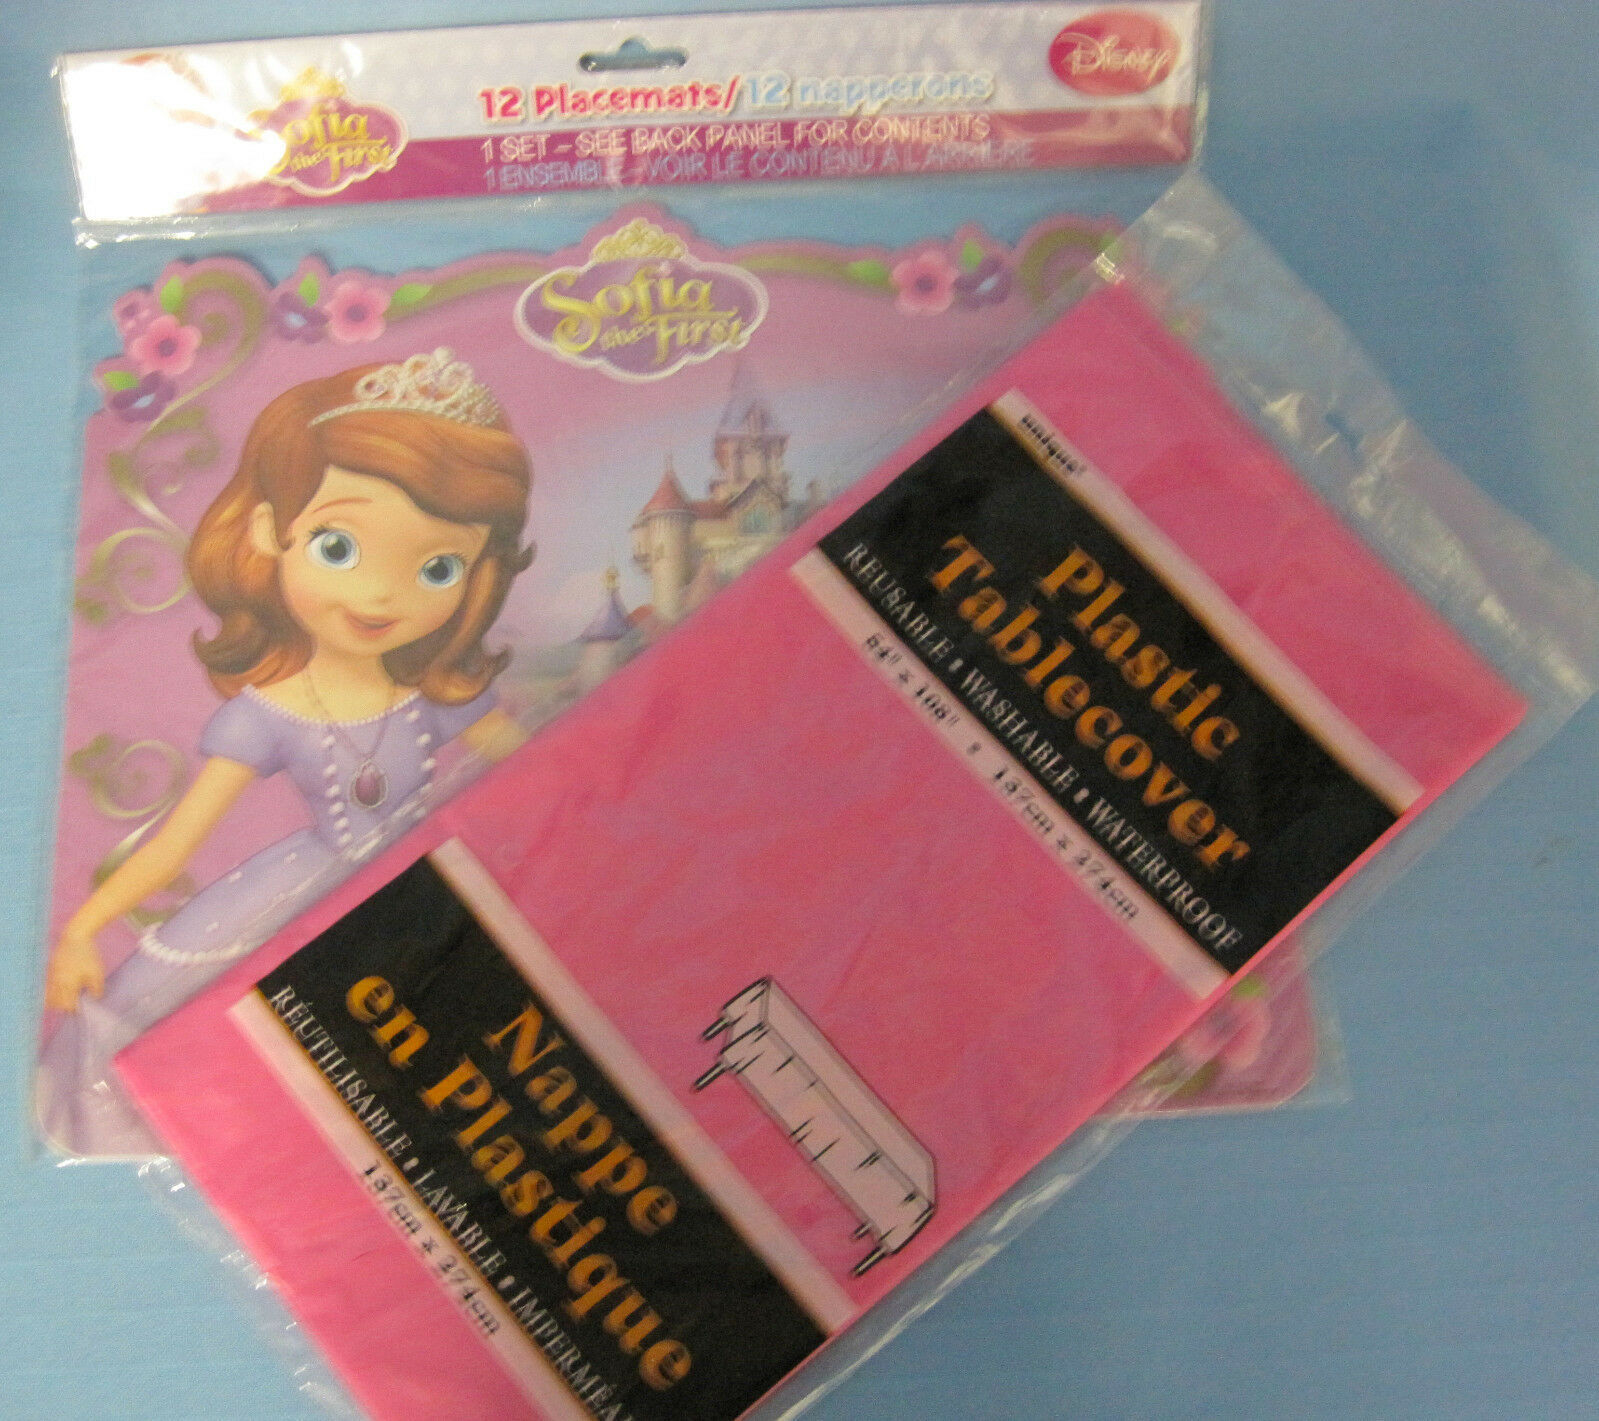 Sofia
the First
12 Placemats/12 napperons
1 SET - SEE BACK PANEL FOR CONTENTS
1 ENSEMBLE - VOIR LE CONTENU À L'ARRIÈRE
Disney
Sofia
the First
unique
Plastic
Tablecover
REUSABLE • WASHABLE • WATERPROOF
54" x 108" • 137cm x 274cm
Nappe
en Plastique
RÉUTILISABLE • LAVABLE • IMPERMÉA
137cm x 274cm